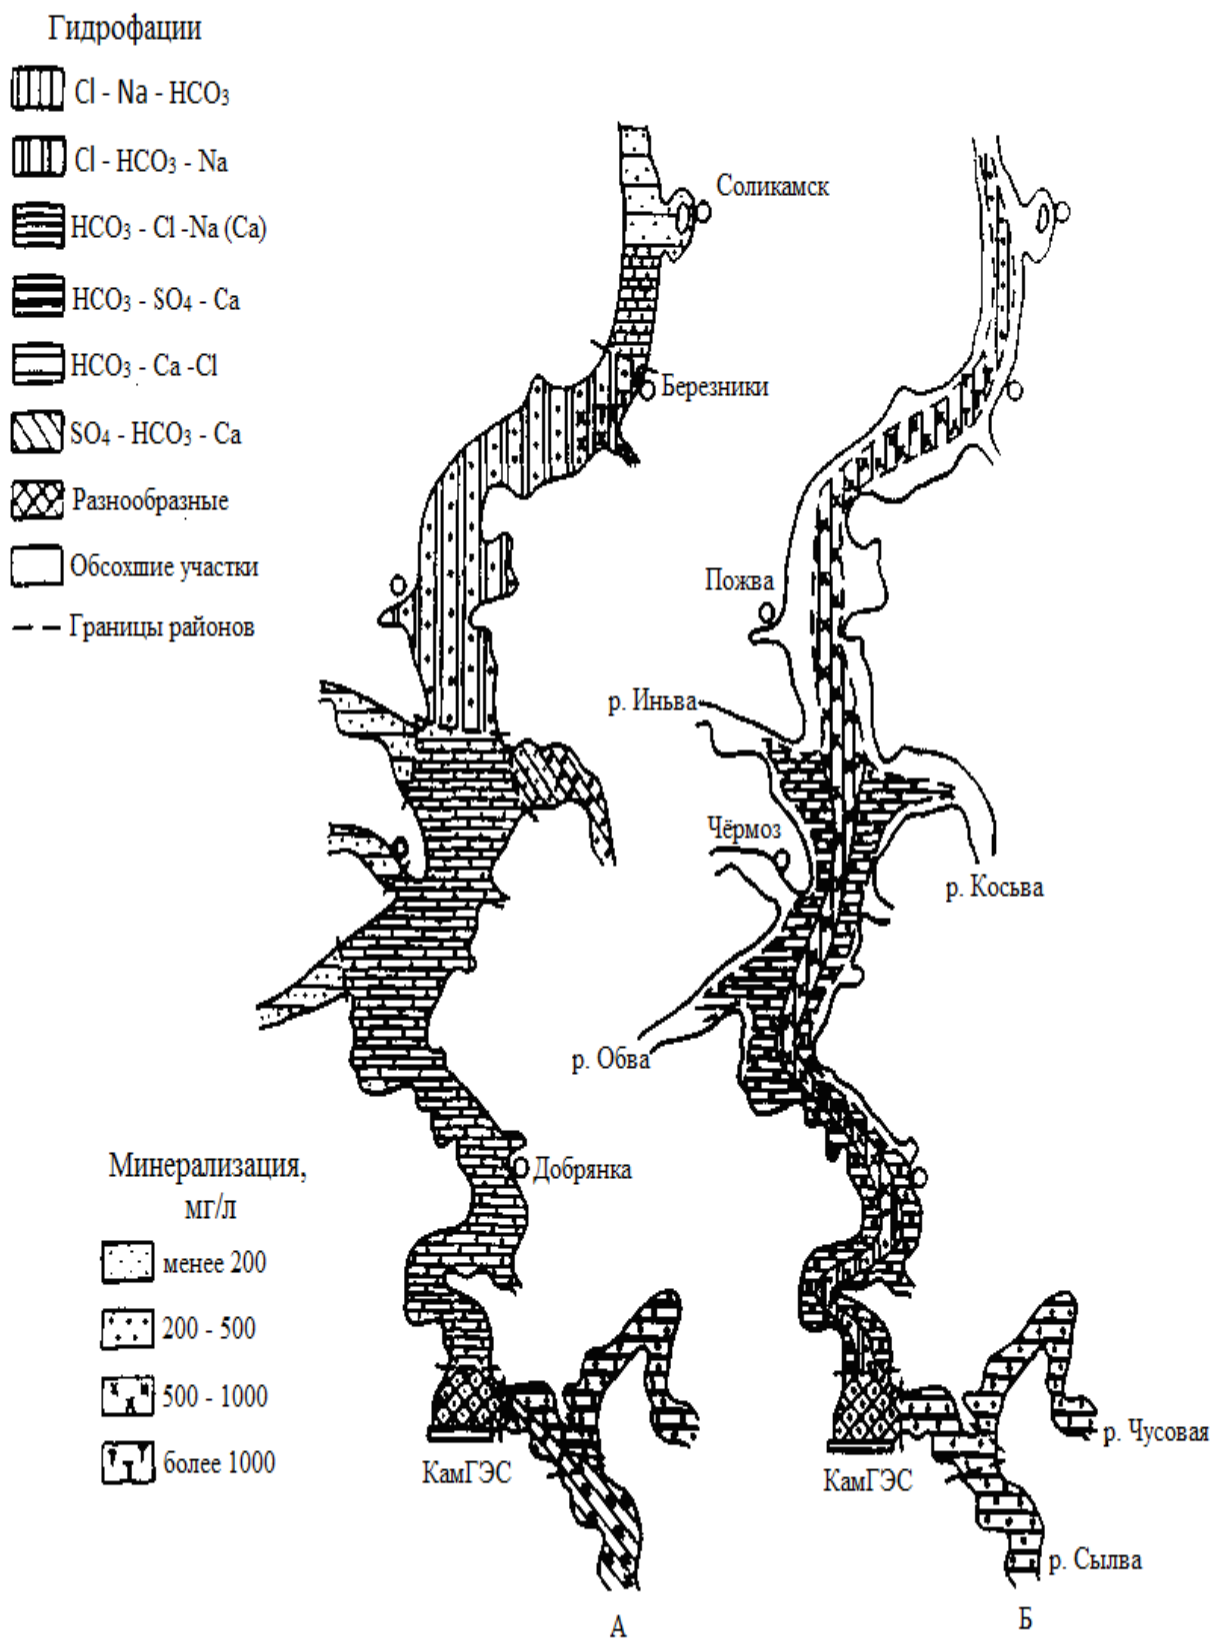 Гидрофации
Cl - Na - HCO₃
Cl - HCO₃ - Na
HCO₃ - Cl -Na (Ca)
HCO₃ - SO₄ - Ca
HCO₃ - Ca -Cl
SO₄ - HCO₃ - Ca
Разнообразные
Обсохшие участки
Границы районов
Соликамск
Березники
Пожва
р. Иньва
Чёрмоз
р. Косьва
р. Обва
Добрянка
Минерализация,
мг/л
менее 200
200 - 500
500 - 1000
более 1000
КамГЭС
КамГЭС
р. Чусовая
р. Сылва
А
Б